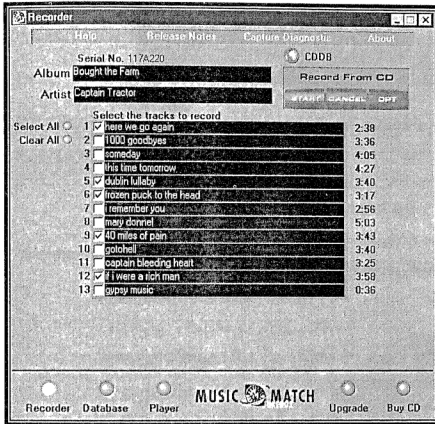 Recorder
Help Release Notes Capture Diagnostic About
Serial No. 117A220
CDDB
Album Bought the Farm
Record From CD
Artist Captain Tractor
START CANCEL OPT
Select the tracks to record
Select All 1 here we go again 2:38
Clear All 2 1000 goodbyes 3:36
3 someday 4:05
4 this time tomorrow 4:27
5 dublin lullaby 3:40
6 frozen puck to the head 3:17
7 i remember you 2:56
8 mary donnel 5:03
9 40 miles of pain 3:43
10 gotohell 3:40
11 captain bleeding heart 3:25
12 if i were a rich man 3:58
13 gypsy music 0:36
MUSIC MATCH
Recorder Database Player Upgrade Buy CD